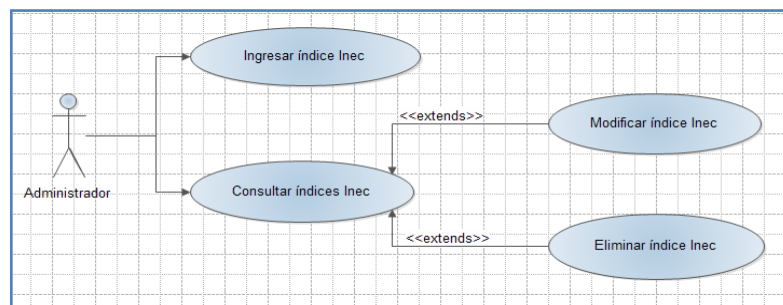 Ingresar índice Inec
<<extends>>
Modificar índice Inec
Administrador
Consultar índices Inec
<<extends>>
Eliminar índice Inec